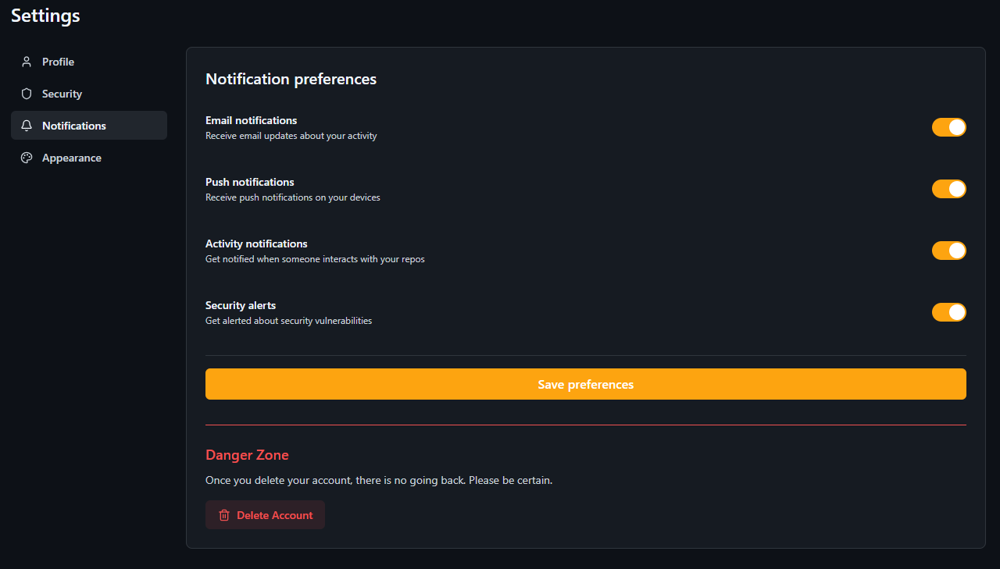 Settings
Profile
Security
Notifications
Appearance
Notification preferences
Email notifications
Receive email updates about your activity
Push notifications
Receive push notifications on your devices
Activity notifications
Get notified when someone interacts with your repos
Security alerts
Get alerted about security vulnerabilities
Save preferences
Danger Zone
Once you delete your account, there is no going back. Please be certain.
Delete Account